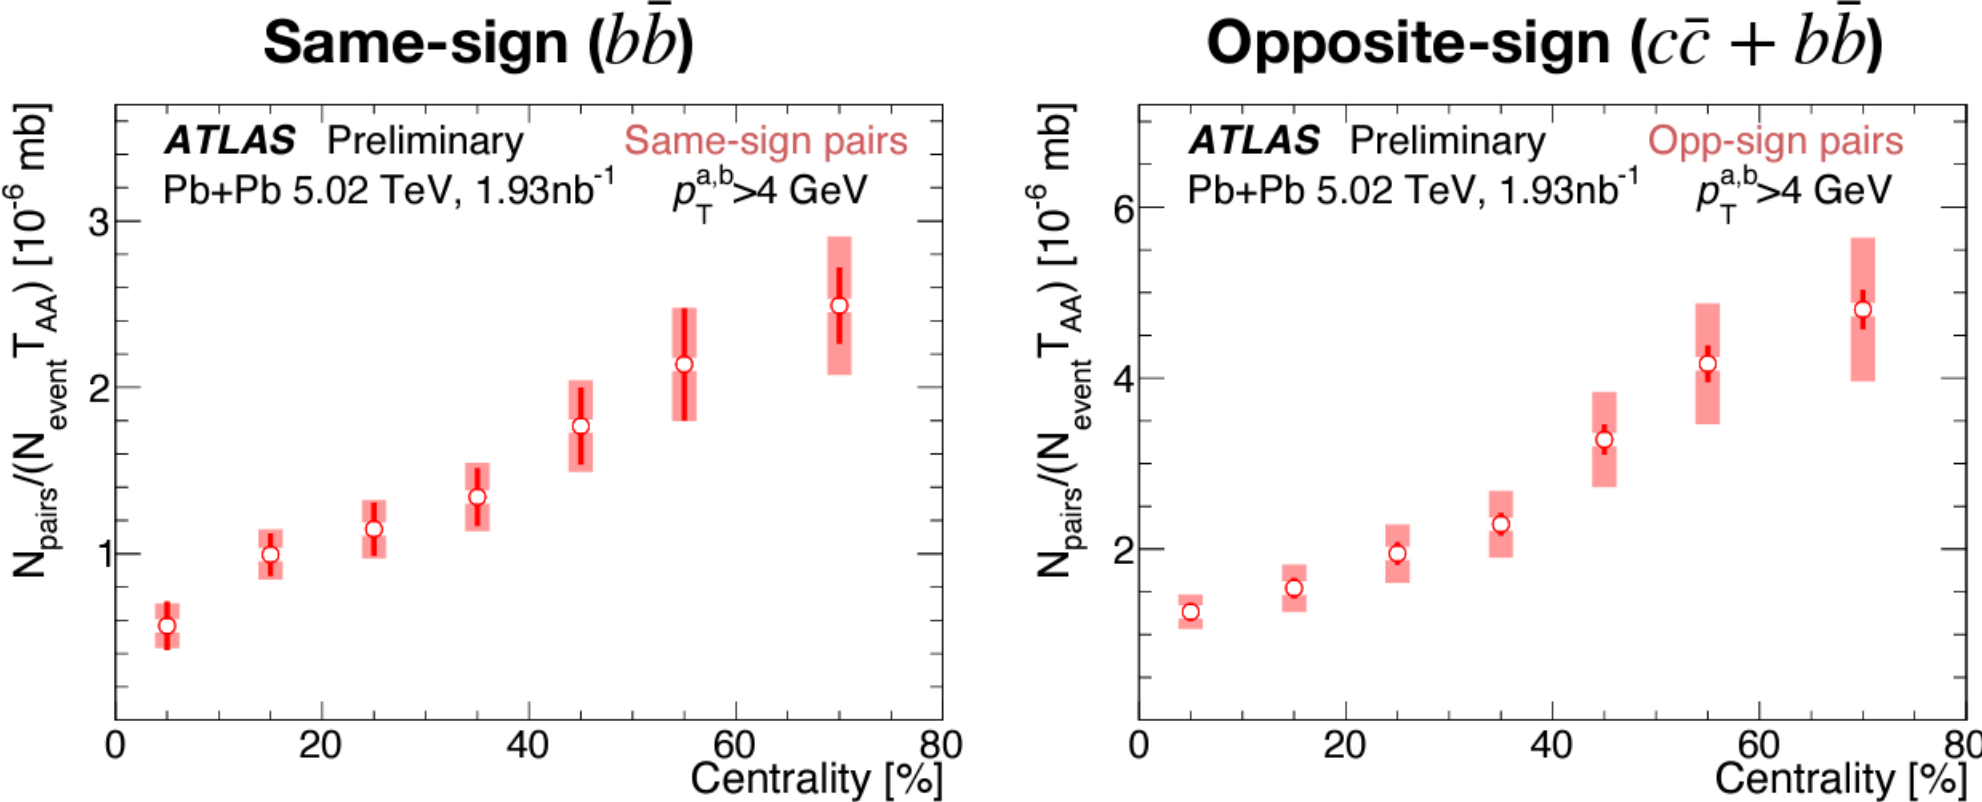 Same-sign (bb̄)
ATLAS Preliminary
Same-sign pairs
Pb+Pb 5.02 TeV, 1.93nb⁻¹
p_T^{a,b}>4 GeV
N_pairs/(N_event T_AA) [10⁻⁶ mb]
3
2
1
0 20 40 60 80
Centrality [%]
Opposite-sign (cc̄ + bb̄)
ATLAS Preliminary
Opp-sign pairs
Pb+Pb 5.02 TeV, 1.93nb⁻¹
p_T^{a,b}>4 GeV
N_pairs/(N_event T_AA) [10⁻⁶ mb]
6
4
2
0 20 40 60 80
Centrality [%]